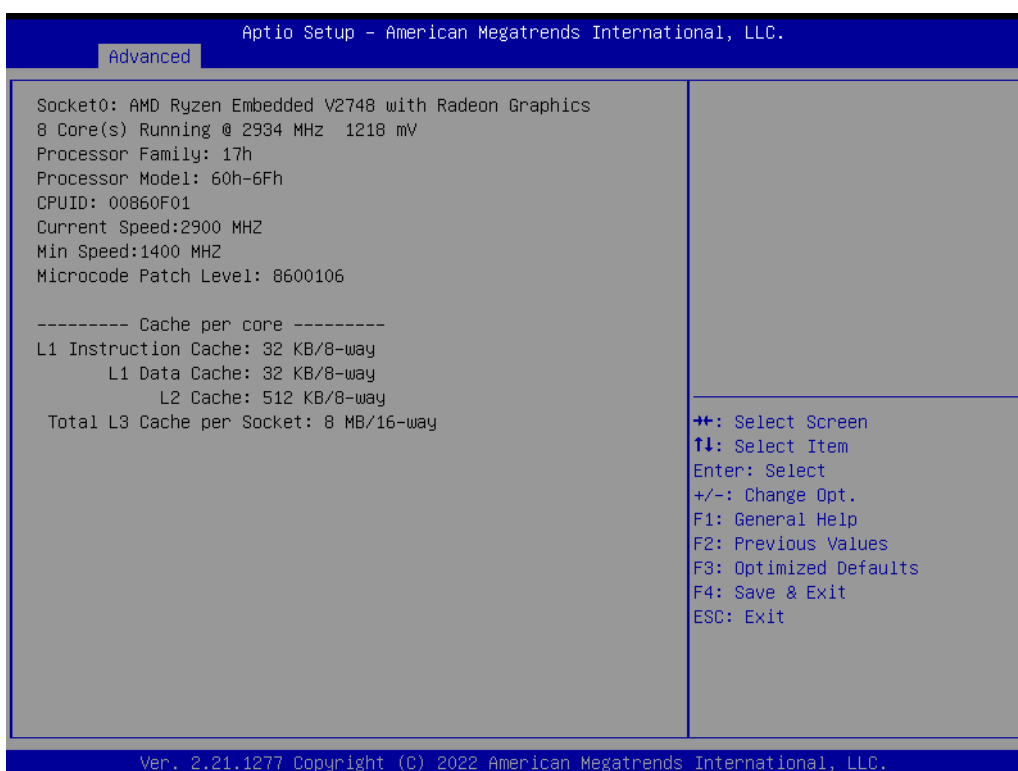 Aptio Setup – American Megatrends International, LLC.
Advanced
Socket0: AMD Ryzen Embedded V2748 with Radeon Graphics
8 Core(s) Running @ 2934 MHz 1218 mV
Processor Family: 17h
Processor Model: 60h-6Fh
CPUID: 00860F01
Current Speed:2900 MHZ
Min Speed:1400 MHZ
Microcode Patch Level: 8600106
--------- Cache per core ---------
L1 Instruction Cache: 32 KB/8-way
L1 Data Cache: 32 KB/8-way
L2 Cache: 512 KB/8-way
Total L3 Cache per Socket: 8 MB/16-way
→←: Select Screen
↑↓: Select Item
Enter: Select
+/-: Change Opt.
F1: General Help
F2: Previous Values
F3: Optimized Defaults
F4: Save & Exit
ESC: Exit
Ver. 2.21.1277 Copyright (C) 2022 American Megatrends International, LLC.